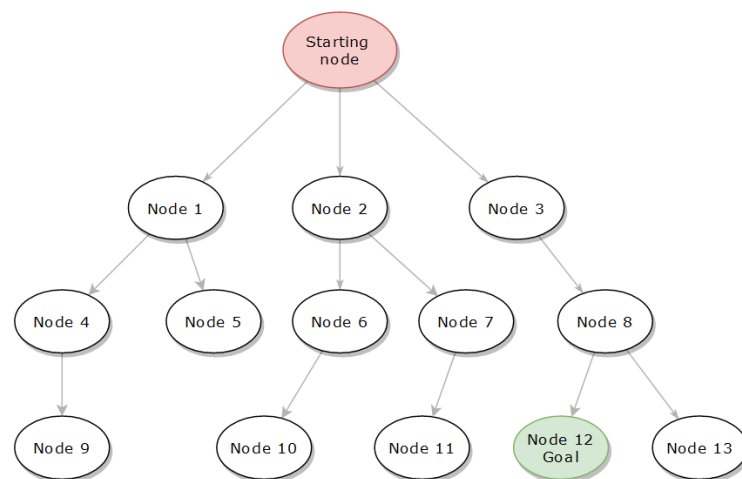 Starting
node
Node 1
Node 2
Node 3
Node 4
Node 5
Node 6
Node 7
Node 8
Node 9
Node 10
Node 11
Node 12
Goal
Node 13